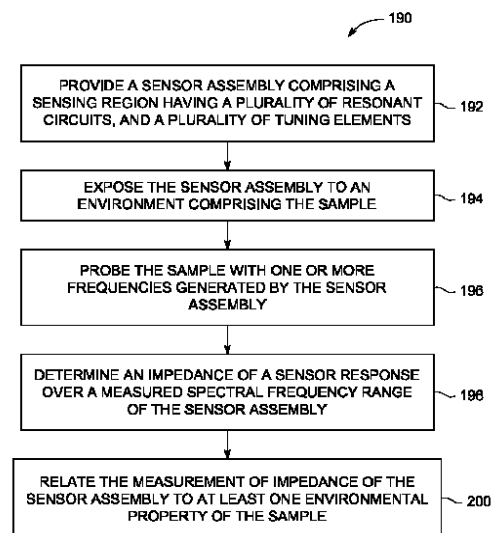 190
PROVIDE A SENSOR ASSEMBLY COMPRISING A
SENSING REGION HAVING A PLURALITY OF RESONANT
CIRCUITS, AND A PLURALITY OF TUNING ELEMENTS
192
EXPOSE THE SENSOR ASSEMBLY TO AN
ENVIRONMENT COMPRISING THE SAMPLE
194
PROBE THE SAMPLE WITH ONE OR MORE
FREQUENCIES GENERATED BY THE SENSOR
ASSEMBLY
196
DETERMINE AN IMPEDANCE OF A SENSOR RESPONSE
OVER A MEASURED SPECTRAL FREQUENCY RANGE
OF THE SENSOR ASSEMBLY
198
RELATE THE MEASUREMENT OF IMPEDANCE OF THE
SENSOR ASSEMBLY TO AT LEAST ONE ENVIRONMENTAL
PROPERTY OF THE SAMPLE
200